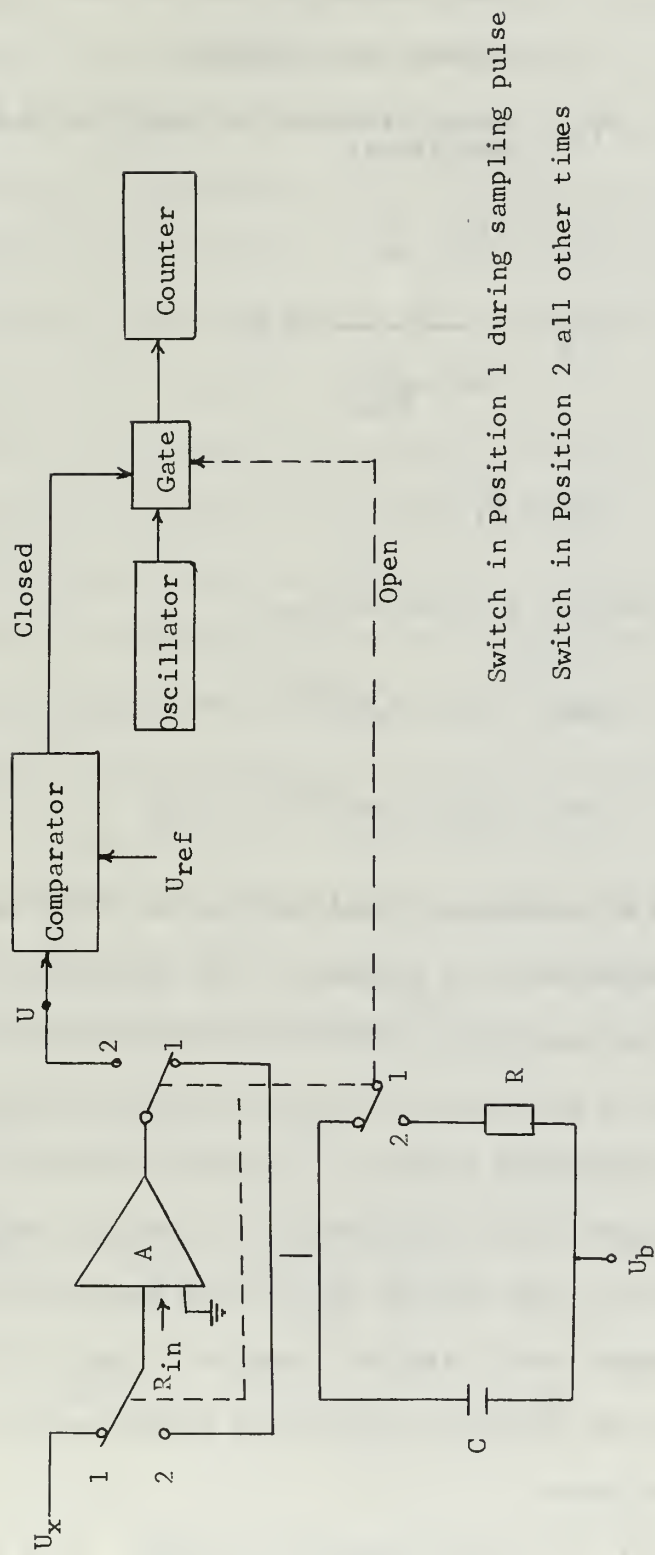 Closed
U
Comparator
U_ref
Oscillator
Gate
Counter
U_x
1
2
A
R_in
2
1
Open
1
2
C
R
U_b
Switch in Position 1 during sampling pulse
Switch in Position 2 all other times